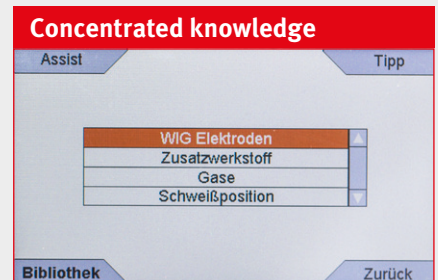 Concentrated knowledge
Assist
Tipp
WIG Elektroden
Zusatzwerkstoff
Gase
Schweißposition
Bibliothek
Zurück